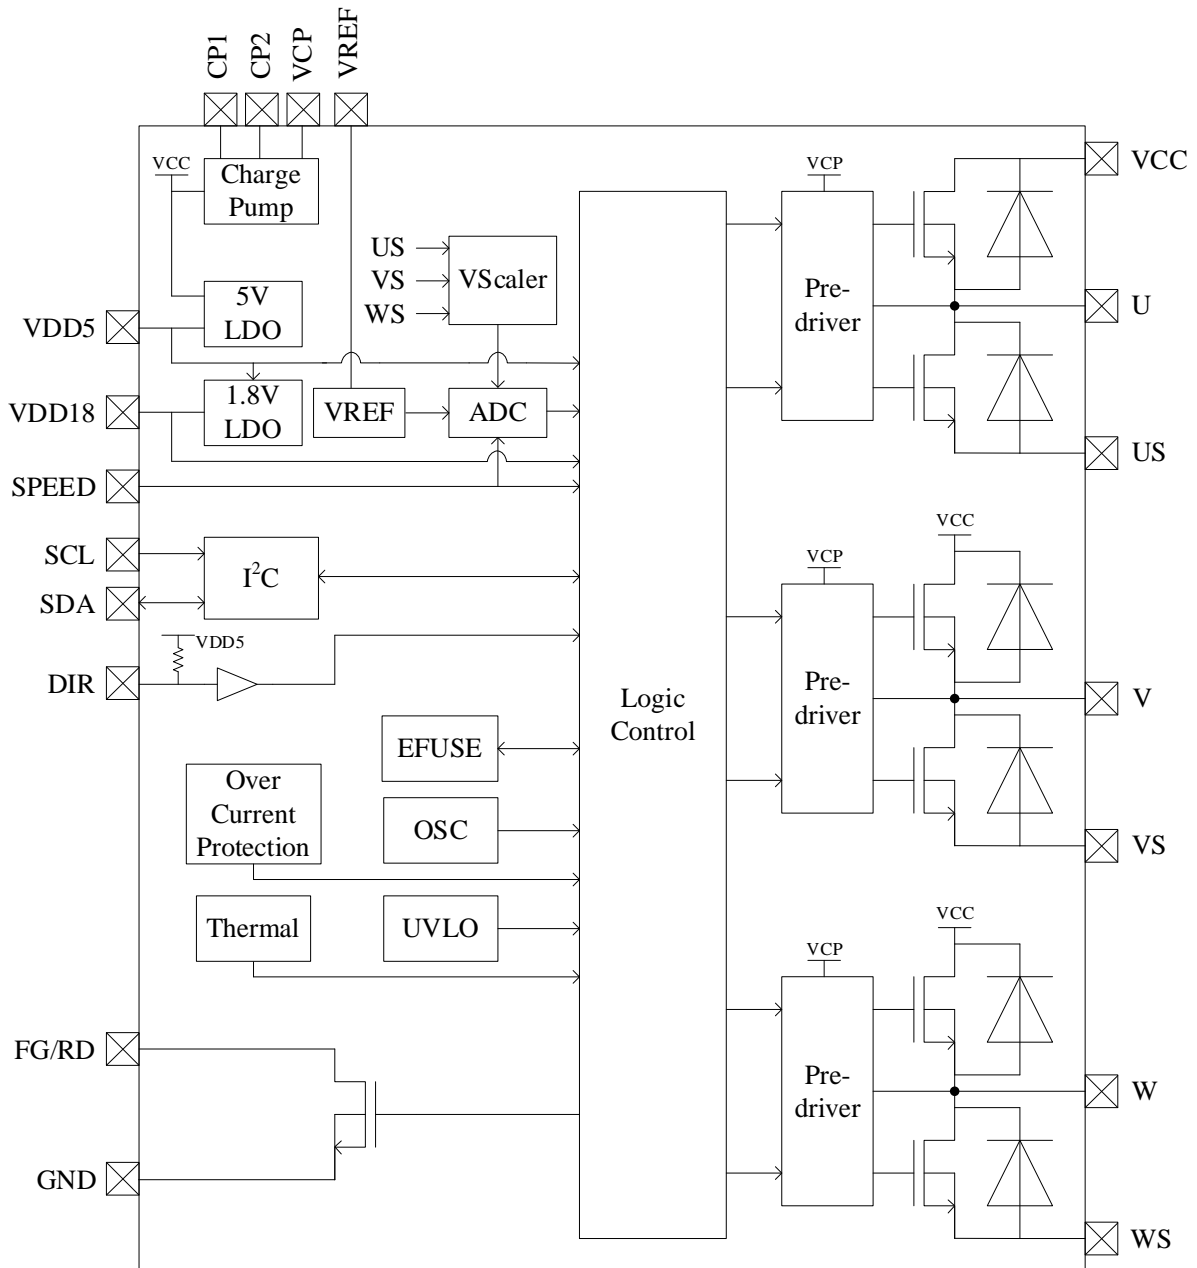 CP1
CP2
VCP
VREF
VCC
Charge
Pump
VCP
VCC
US
VS
WS
VScaler
5V
LDO
Pre-
driver
U
VDD5
1.8V
LDO
VREF
ADC
VDD18
US
SPEED
SCL
I²C
SDA
VCC
VCP
VDD5
DIR
Logic
Control
Pre-
driver
V
EFUSE
Over
Current
Protection
OSC
VS
Thermal
UVLO
VCC
VCP
FG/RD
Pre-
driver
W
GND
WS